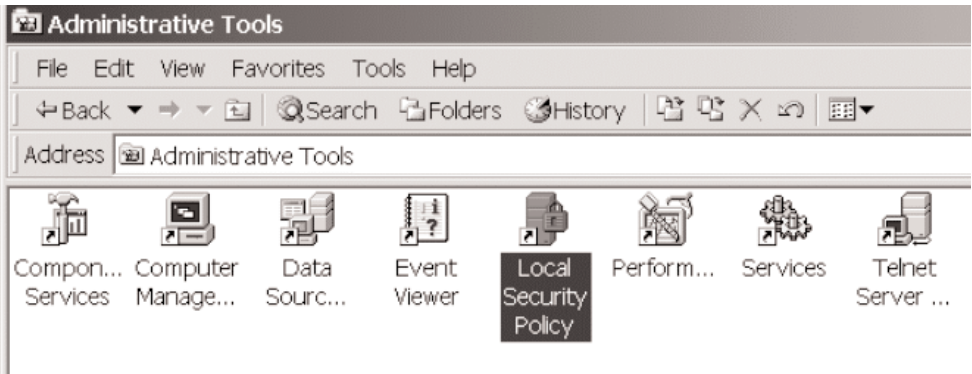 Administrative Tools
File Edit View Favorites Tools Help
Back Search Folders History
Address Administrative Tools
Compon... Computer Data Event Local Perform... Services Telnet
Services Manage... Sourc... Viewer Security Server ...
Policy